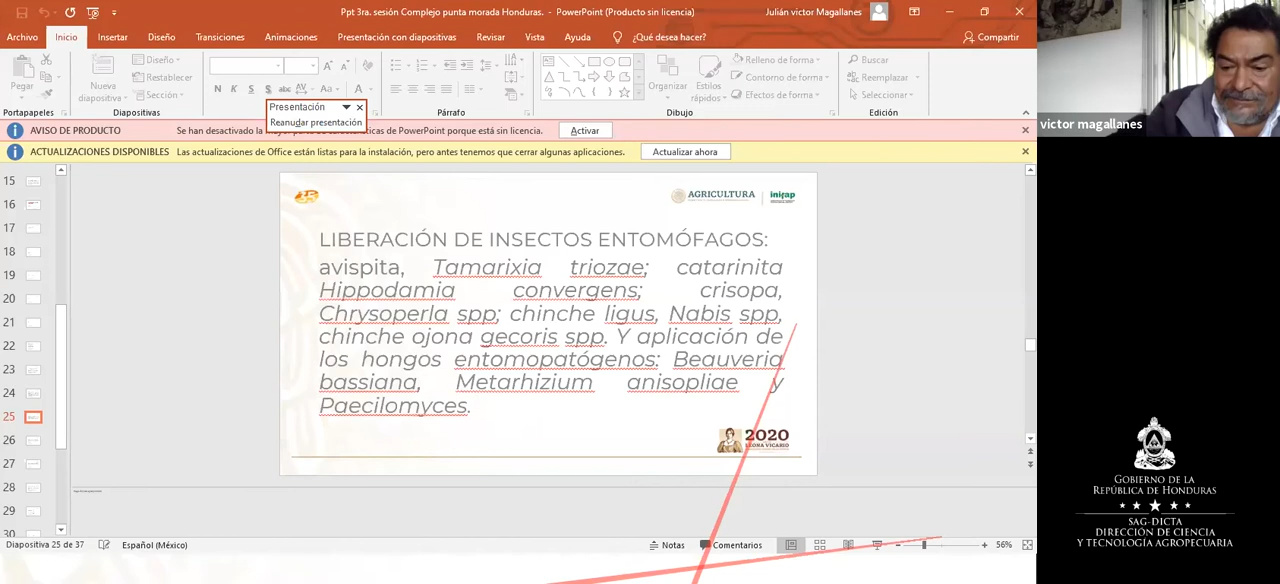 Ppt 3ra. sesión Complejo punta morada Honduras. - PowerPoint (Producto sin licencia)
Julián victor Magallanes
Archivo Inicio Insertar Diseño Transiciones Animaciones Presentación con diapositivas Revisar Vista Ayuda ¿Qué desea hacer? Compartir
Pegar
Nueva diapositiva
Diseño
Restablecer
Sección
N K S S AV Aa A
Organizar
Estilos rápidos
Relleno de forma
Contorno de forma
Efectos de forma
Buscar
Reemplazar
Seleccionar
Portapapeles Diapositivas Párrafo Dibujo Edición
Presentación
Reanudar presentación
AVISO DE PRODUCTO Se han desactivado la características de PowerPoint porque está sin licencia. Activar
ACTUALIZACIONES DISPONIBLES Las actualizaciones de Office están listas para la instalación, pero antes tenemos que cerrar algunas aplicaciones. Actualizar ahora
15
16
17
18
19
20
21
22
23
24
25
26
27
28
29
30
35
AGRICULTURA
inifap
LIBERACIÓN DE INSECTOS ENTOMÓFAGOS:
avispita, Tamarixia triozae; catarinita
Hippodamia convergens; crisopa,
Chrysoperla spp; chinche ligus, Nabis spp,
chinche ojona gecoris spp. Y aplicación de
los hongos entomopatógenos: Beauveria
bassiana, Metarhizium anisopliae y
Paecilomyces.
2020
LEONA VICARIO
Diapositiva 25 de 37 Español (México) Notas Comentarios 56%
victor magallanes
GOBIERNO DE LA
REPÚBLICA DE HONDURAS
SAG-DICTA
DIRECCIÓN DE CIENCIA
Y TECNOLOGÍA AGROPECUARIA